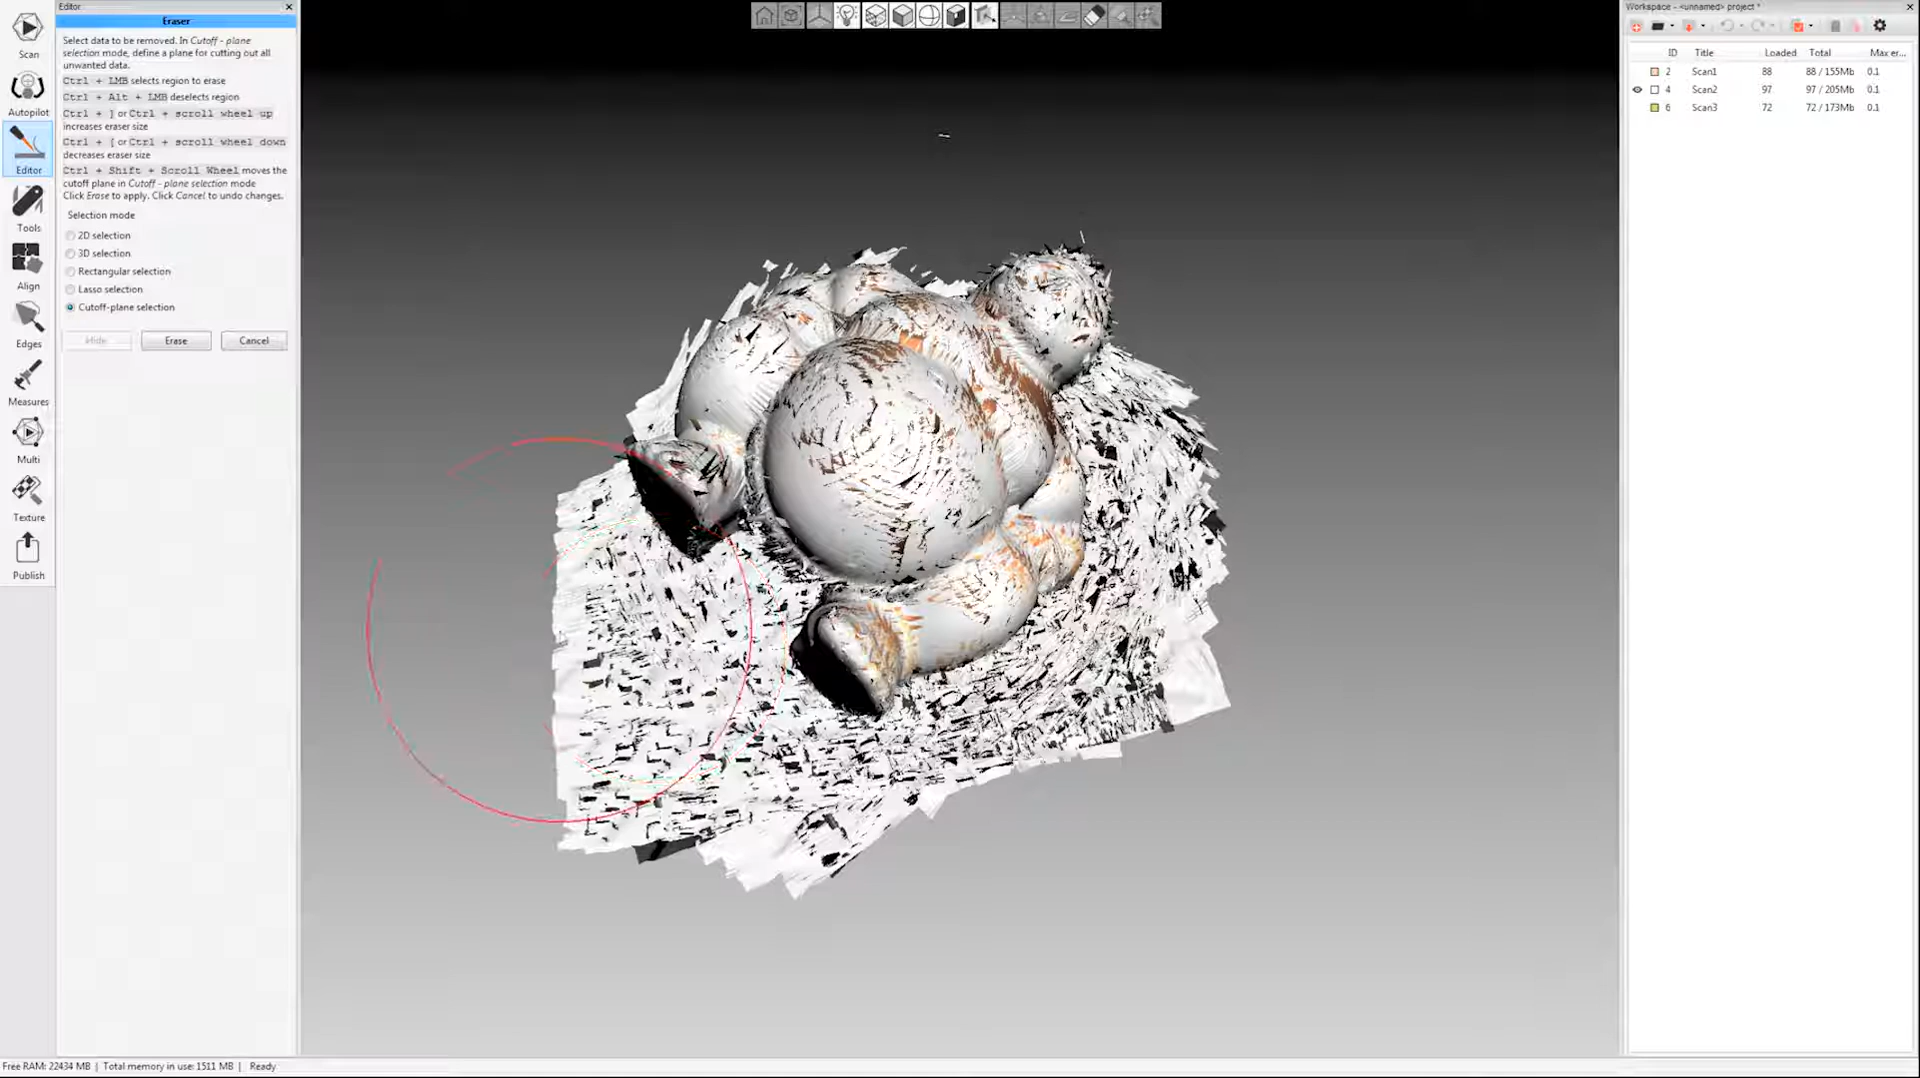 Editor
Eraser
Select data to be removed. In Cutoff - plane
selection mode, define a plane for cutting out all
unwanted data.
Ctrl + LMB selects region to erase
Ctrl + Alt + LMB deselects region
Ctrl + ] or Ctrl + scroll wheel up
increases eraser size
Ctrl + [ or Ctrl + scroll wheel down
decreases eraser size
Ctrl + Shift + Scroll Wheel moves the
cutoff plane in Cutoff - plane selection mode
Click Erase to apply. Click Cancel to undo changes.
Selection mode
2D selection
3D selection
Rectangular selection
Lasso selection
Cutoff-plane selection
Hide
Erase
Cancel
Scan
Autopilot
Editor
Tools
Align
Edges
Measures
Multi
Texture
Publish
Workspace - <unnamed> project *
ID Title Loaded Total Max er...
2 Scan1 88 88 / 155Mb 0.1
4 Scan2 97 97 / 205Mb 0.1
6 Scan3 72 72 / 173Mb 0.1
Free RAM: 22434 MB | Total memory in use: 1511 MB | Ready